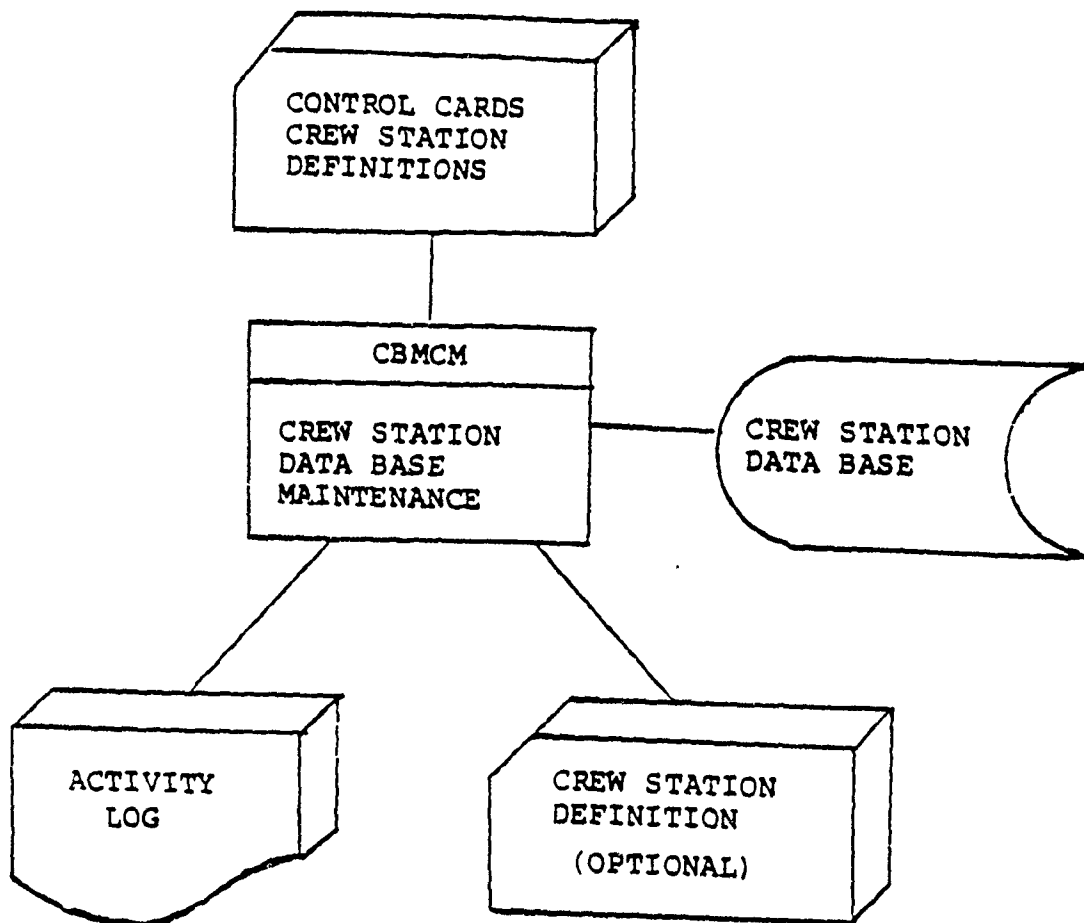 CONTROL CARDS
CREW STATION
DEFINITIONS
CBMCM
CREW STATION
DATA BASE
MAINTENANCE
CREW STATION
DATA BASE
ACTIVITY
LOG
CREW STATION
DEFINITION
(OPTIONAL)